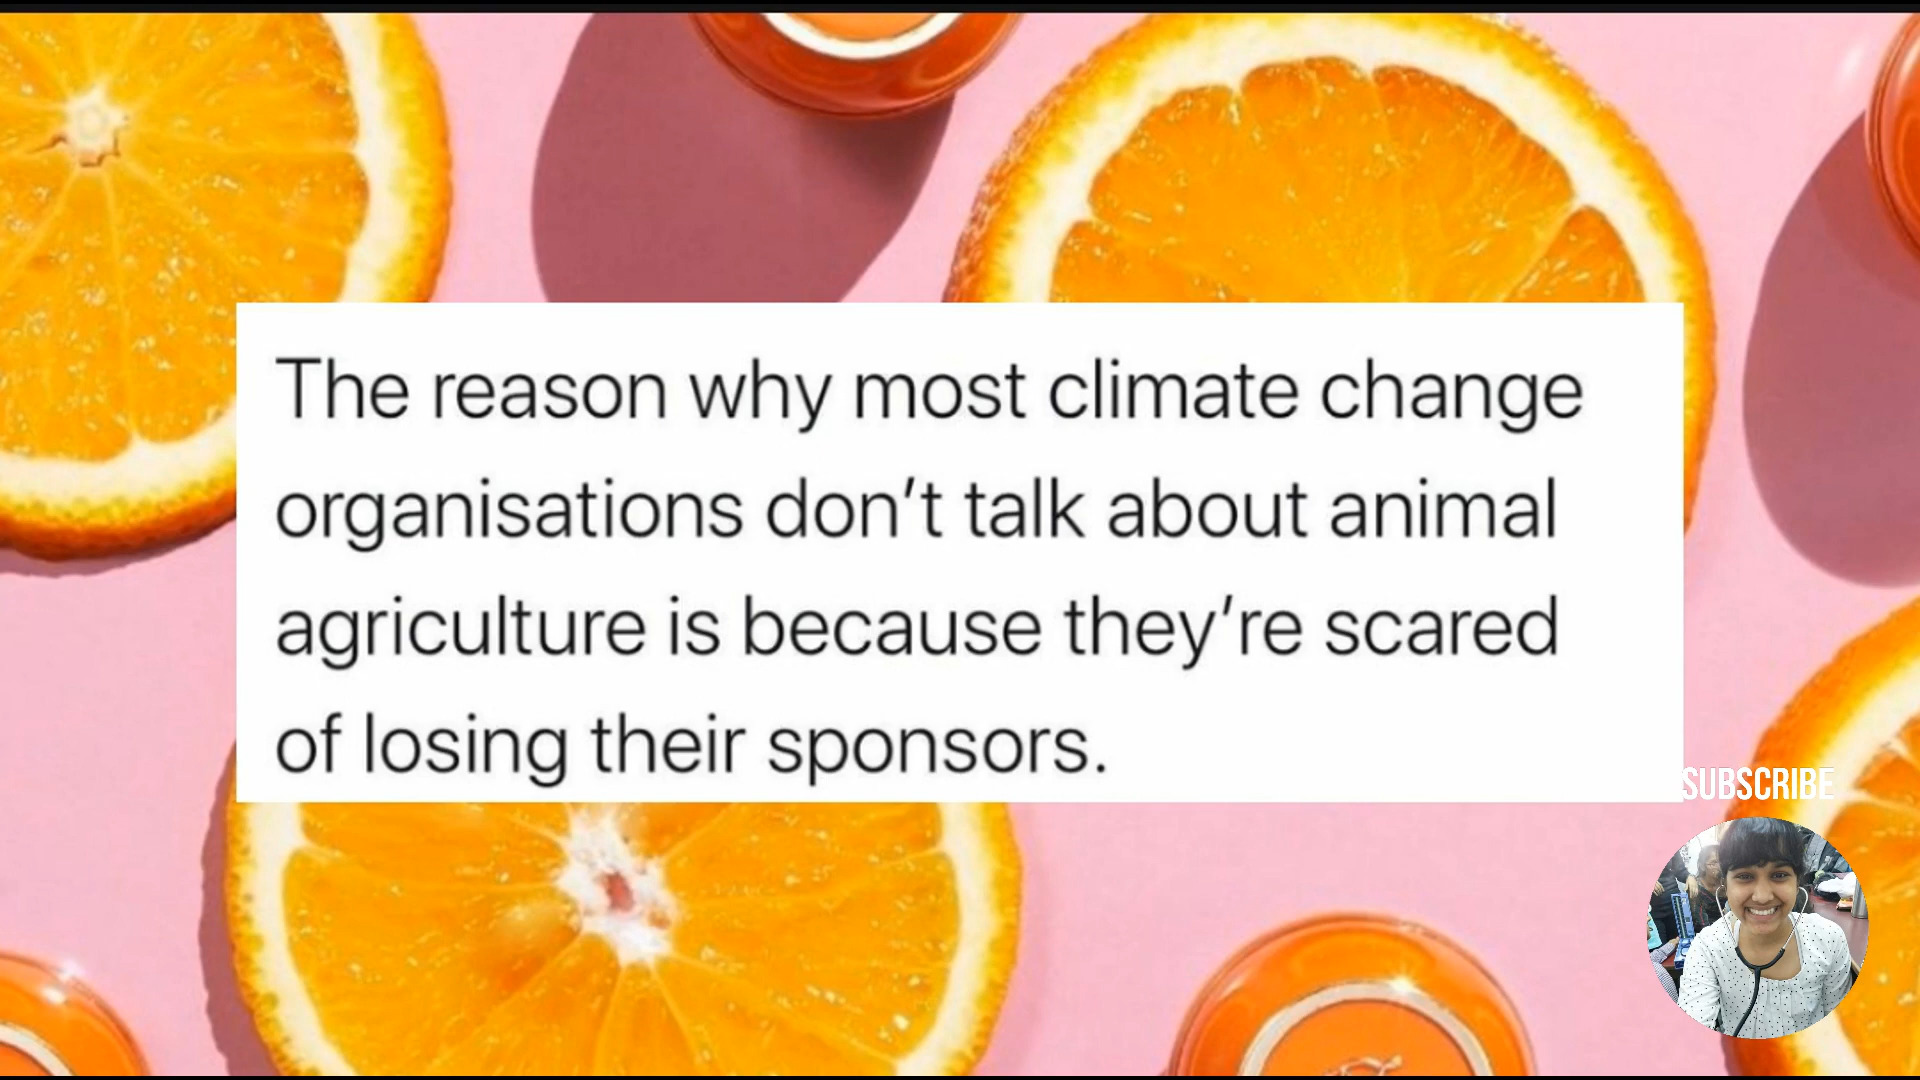 The reason why most climate change
organisations don’t talk about animal
agriculture is because they’re scared
of losing their sponsors.
SUBSCRIBE